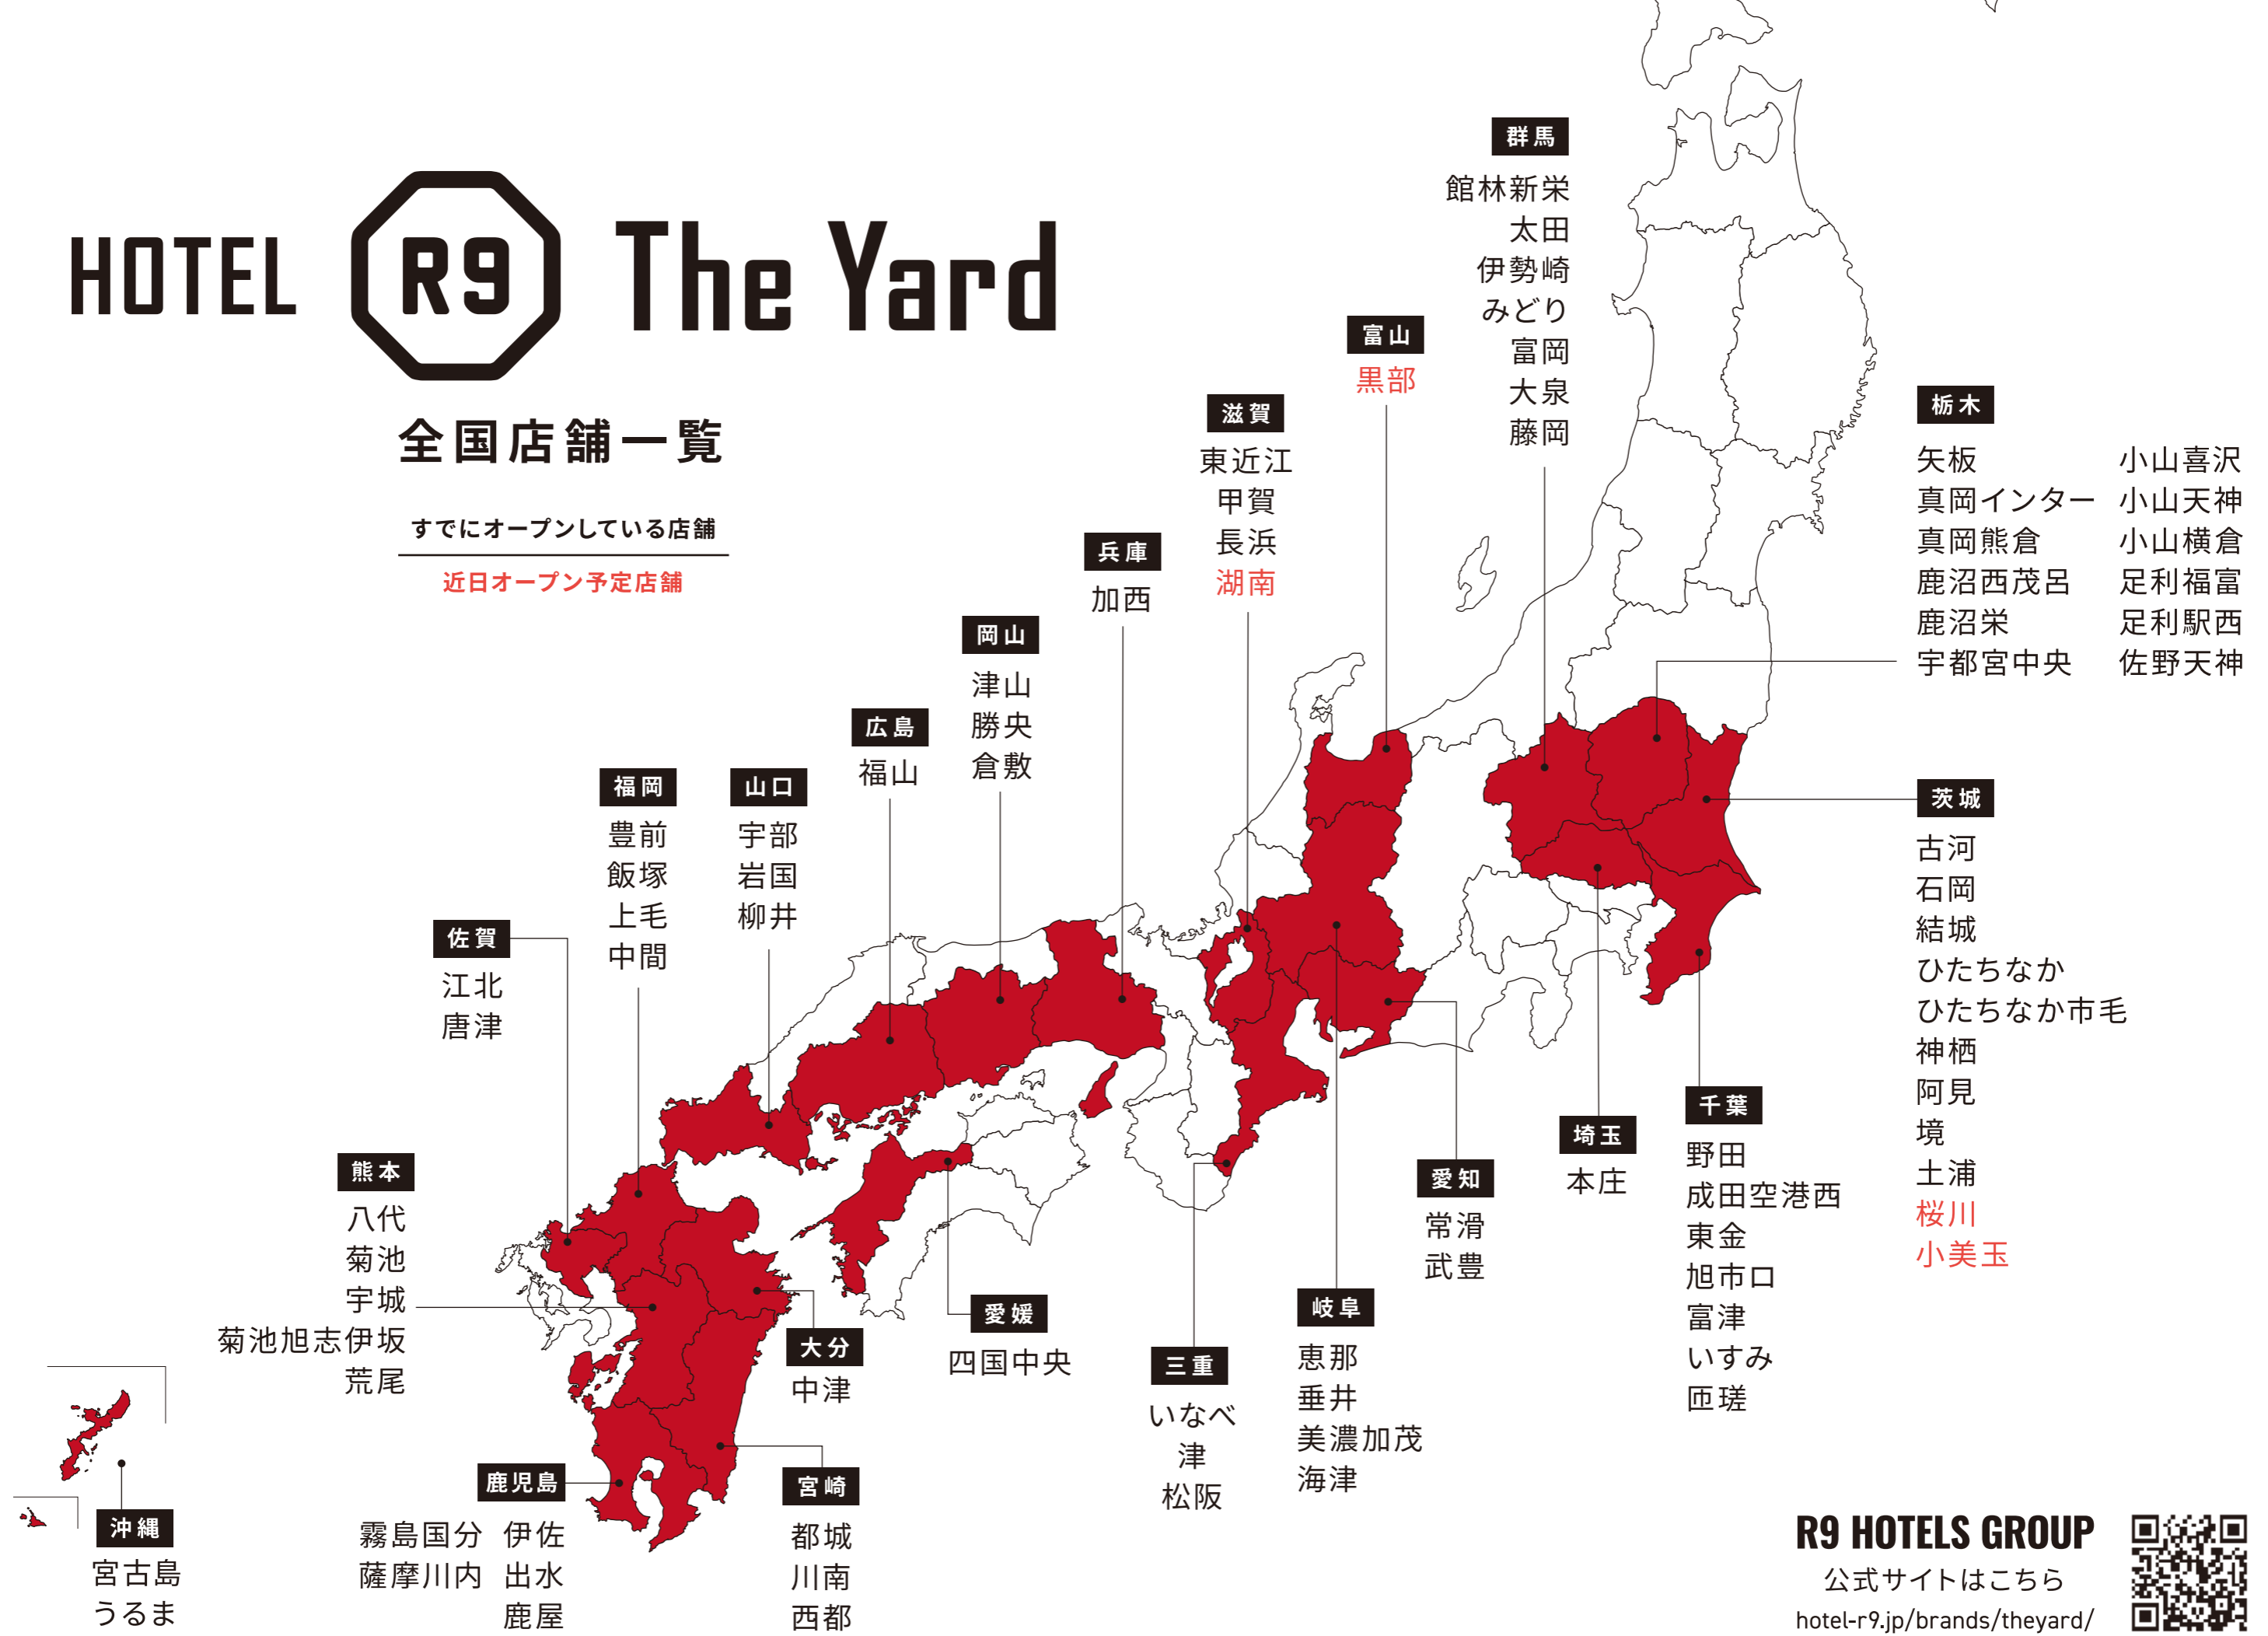 HOTEL R9 The Yard
全国店舗一覧
すでにオープンしている店舗
近日オープン予定店舗
群馬
館林新栄
太田
伊勢崎
みどり
富岡
大泉
藤岡
富山
黒部
滋賀
東近江
甲賀
長浜
湖南
兵庫
加西
岡山
津山
勝央
倉敷
広島
福山
山口
宇部
岩国
柳井
福岡
豊前
飯塚
上毛
中間
佐賀
江北
唐津
熊本
八代
菊池
宇城
菊池旭志伊坂
荒尾
沖縄
宮古島
うるま
鹿児島
霧島国分 伊佐
薩摩川内 出水
鹿屋
宮崎
都城
川南
西都
大分
中津
愛媛
四国中央
三重
いなべ
津
松阪
岐阜
恵那
垂井
美濃加茂
海津
愛知
常滑
武豊
埼玉
本庄
千葉
野田
成田空港西
東金
旭市口
富津
いすみ
匝瑳
栃木
矢板 小山喜沢
真岡インター 小山天神
真岡熊倉 小山横倉
鹿沼西茂呂 足利福富
鹿沼栄 足利駅西
宇都宮中央 佐野天神
茨城
古河
石岡
結城
ひたちなか
ひたちなか市毛
神栖
阿見
境
土浦
桜川
小美玉
R9 HOTELS GROUP
公式サイトはこちら
hotel-r9.jp/brands/theyard/